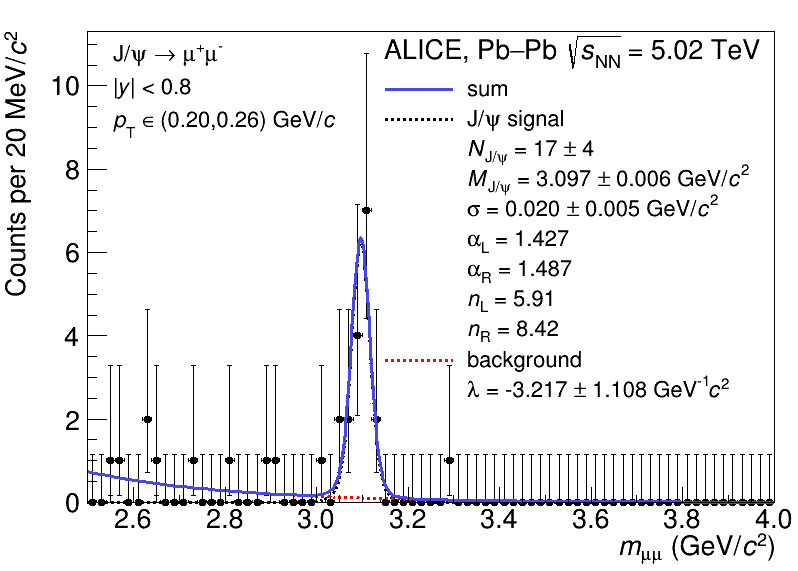 J/ψ → μ⁺μ⁻
|y| < 0.8
p_T ∈ (0.20,0.26) GeV/c
ALICE, Pb–Pb √s_NN = 5.02 TeV
sum
J/ψ signal
N_J/ψ = 17 ± 4
M_J/ψ = 3.097 ± 0.006 GeV/c²
σ = 0.020 ± 0.005 GeV/c²
α_L = 1.427
α_R = 1.487
n_L = 5.91
n_R = 8.42
background
λ = -3.217 ± 1.108 GeV⁻¹c²
Counts per 20 MeV/c²
10
8
6
4
2
0
2.6 2.8 3.0 3.2 3.4 3.6 3.8 4.0
m_μμ (GeV/c²)